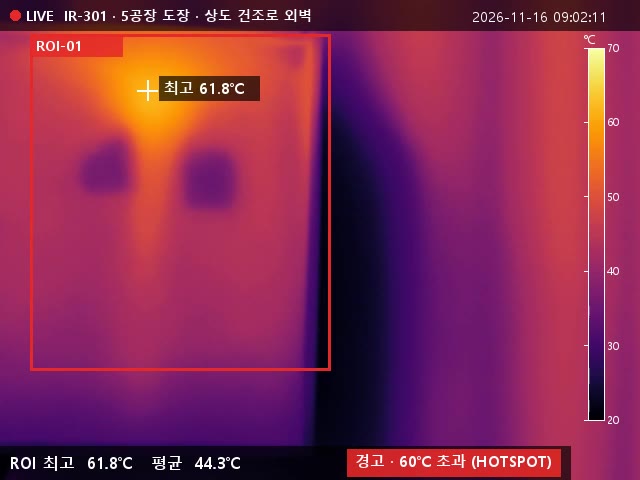 LIVE IR-301 · 5공장 도장 · 상도 건조로 외벽
2026-11-16 09:02:11
℃
ROI-01
최고 61.8℃
70
60
50
40
30
20
ROI 최고 61.8℃ 평균 44.3℃
경고 · 60℃ 초과 (HOTSPOT)